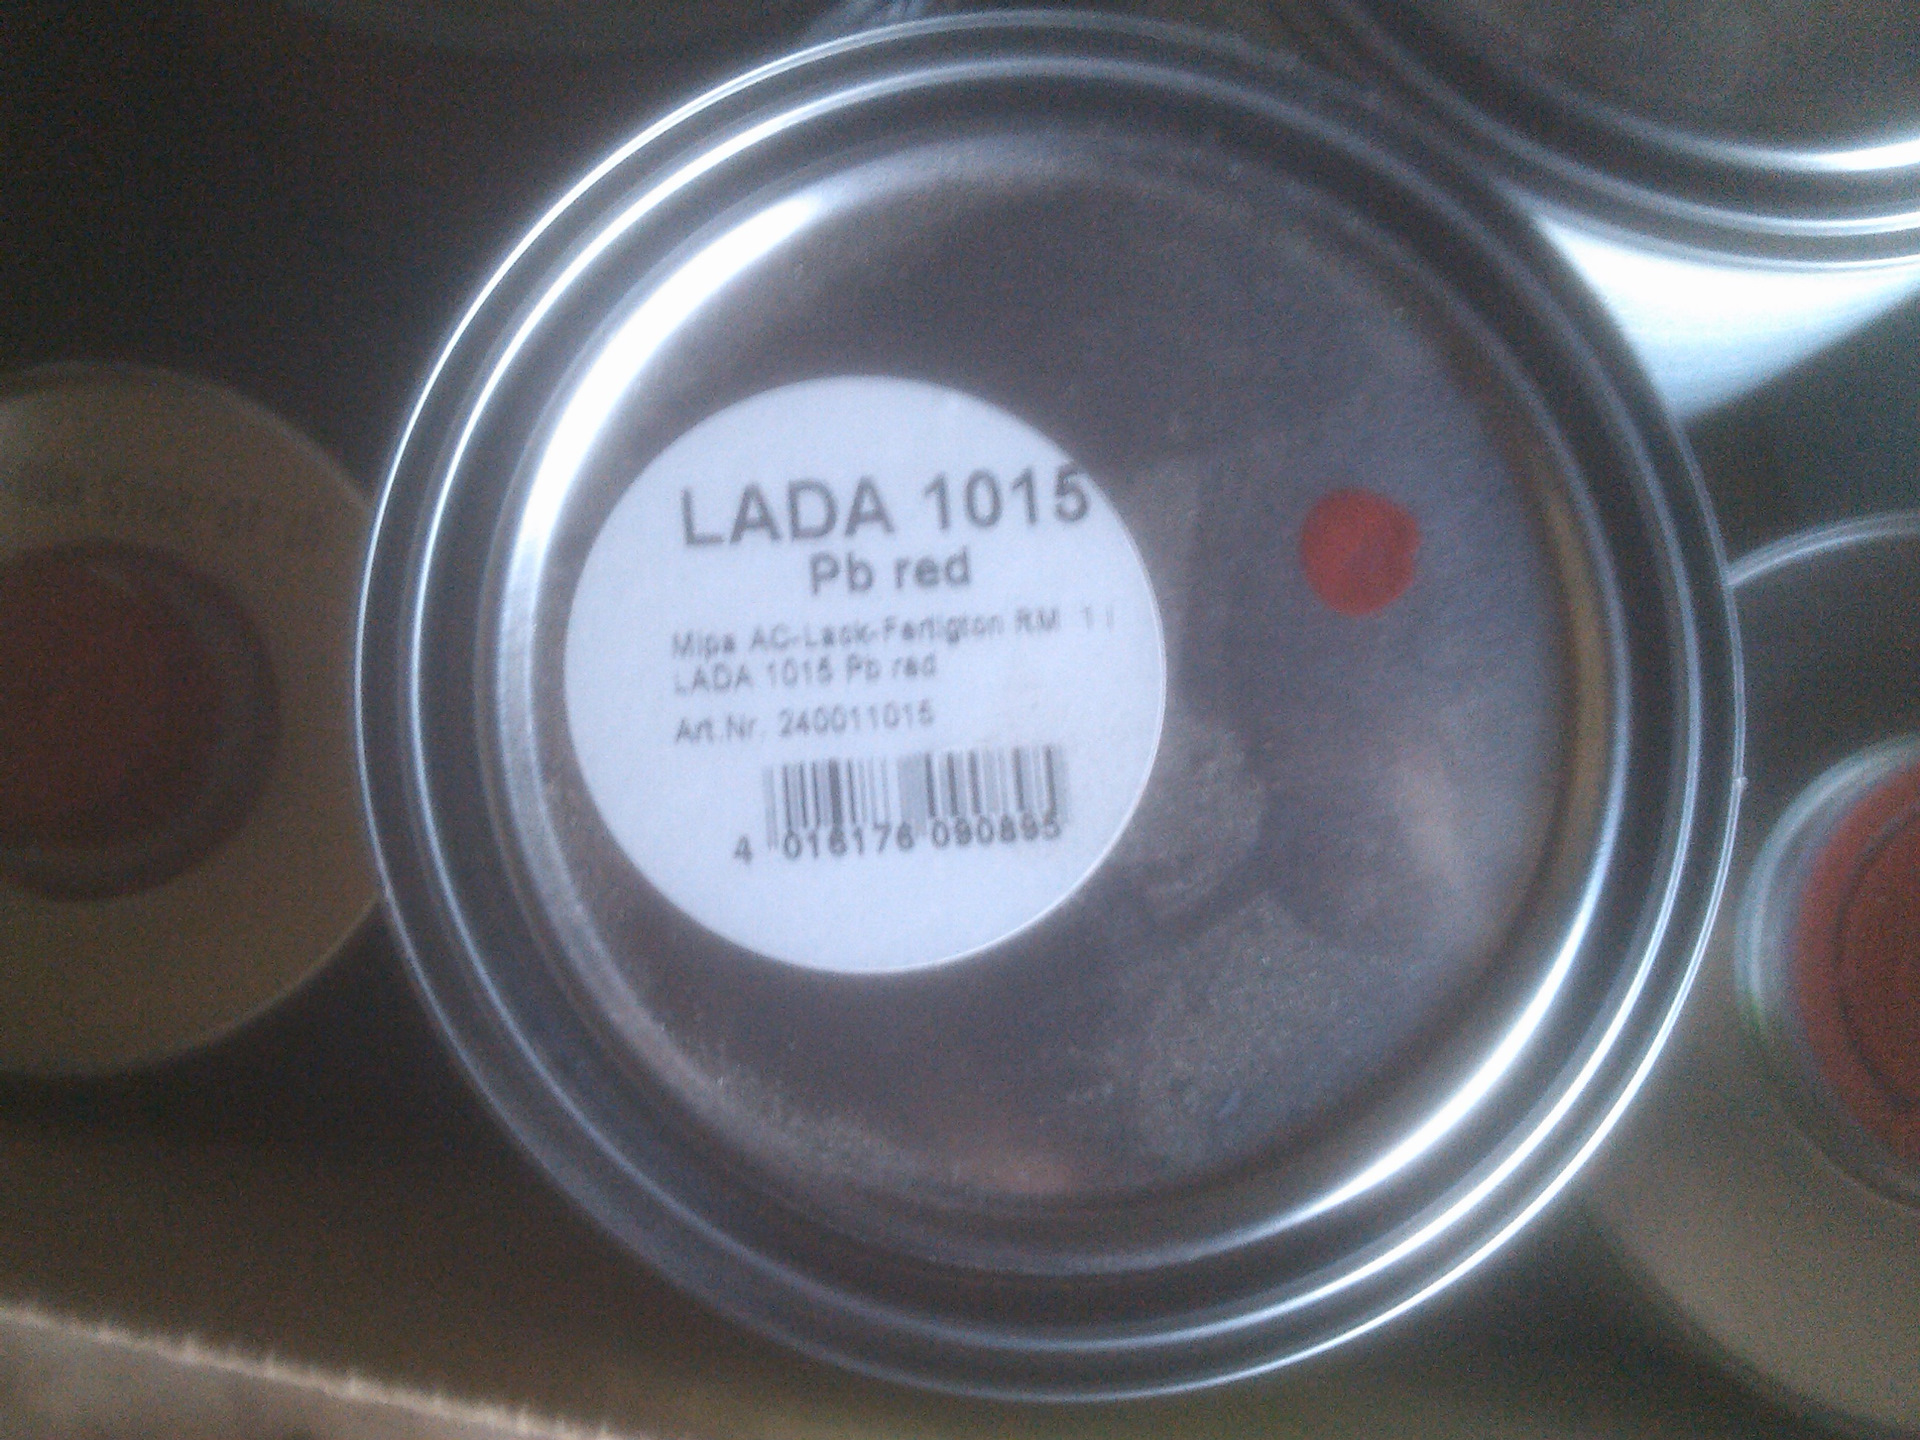 LADA 1015
Pb red
Mipa AC-Lack-Fertigton RM 1 l
LADA 1015 Pb red
Art.Nr. 240011015
4 016176 090895